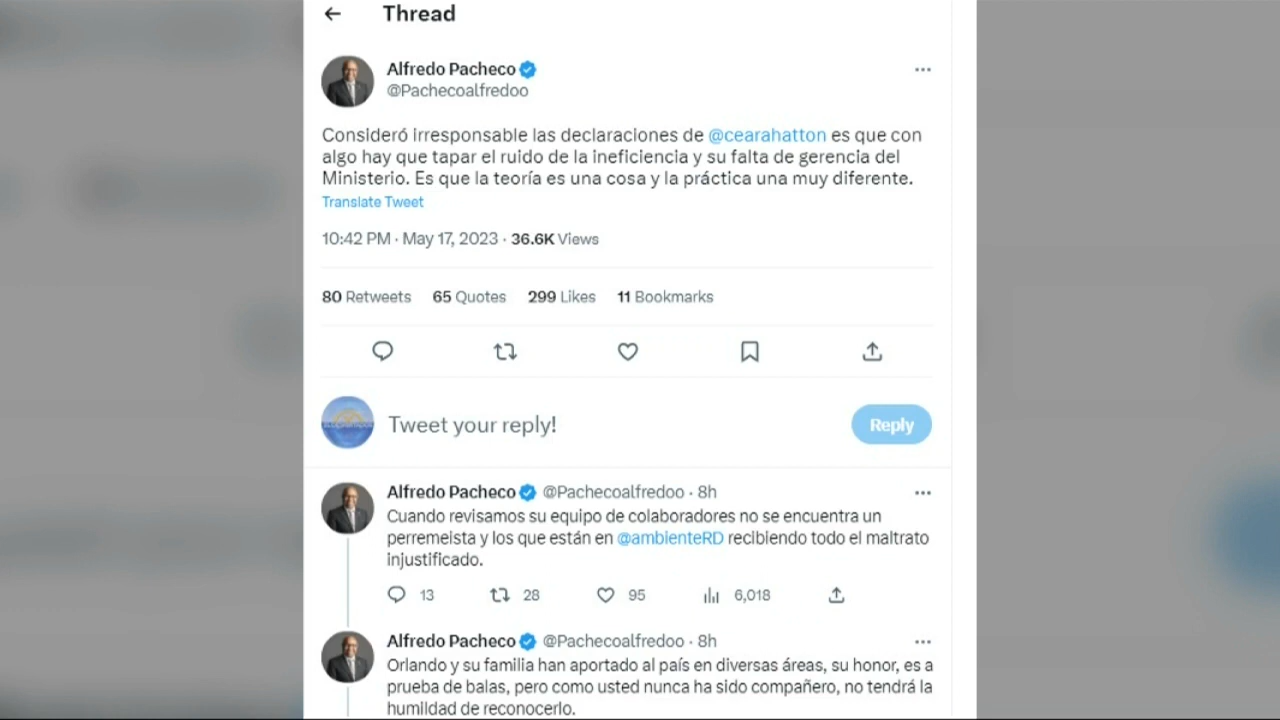 Thread
Alfredo Pacheco
@Pachecoalfredoo
Consideró irresponsable las declaraciones de @cearahatton es que con
algo hay que tapar el ruido de la ineficiencia y su falta de gerencia del
Ministerio. Es que la teoría es una cosa y la práctica una muy diferente.
Translate Tweet
10:42 PM · May 17, 2023 · 36.6K Views
80 Retweets 65 Quotes 299 Likes 11 Bookmarks
Tweet your reply!
Reply
Alfredo Pacheco @Pachecoalfredoo · 8h
Cuando revisamos su equipo de colaboradores no se encuentra un
perremeista y los que están en @ambienteRD recibiendo todo el maltrato
injustificado.
13 28 95 6,018
Alfredo Pacheco @Pachecoalfredoo · 8h
Orlando y su familia han aportado al país en diversas áreas, su honor, es a
prueba de balas, pero como usted nunca ha sido compañero, no tendrá la
humildad de reconocerlo.